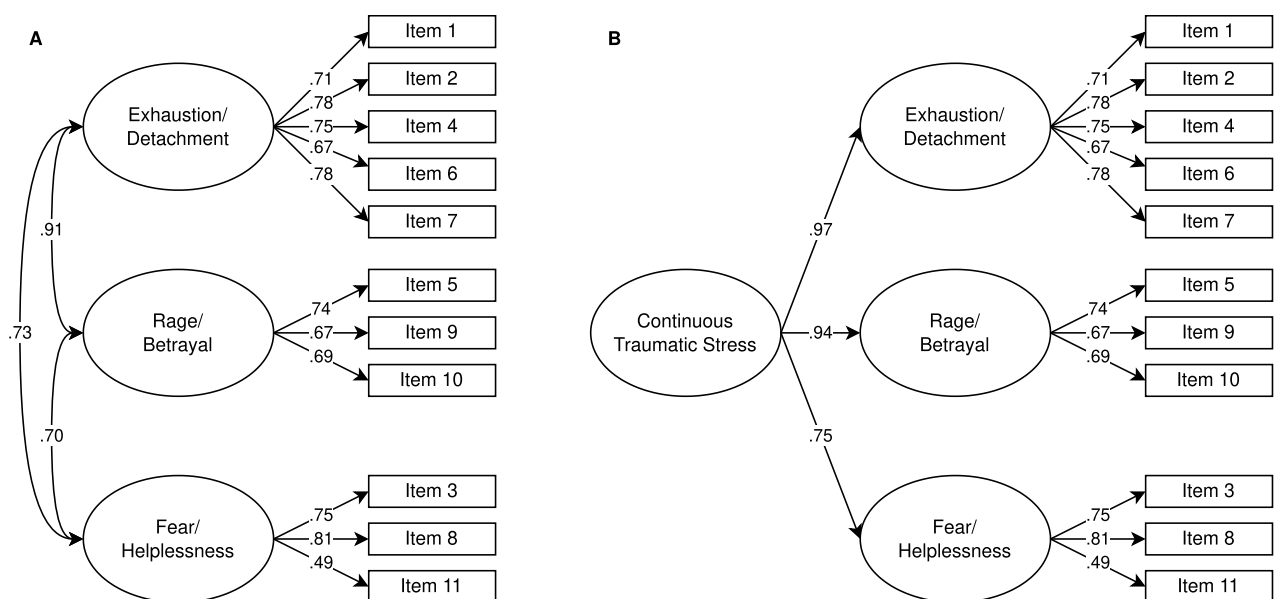 A
Exhaustion/
Detachment
.71
.78
.75
.67
.78
Item 1
Item 2
Item 4
Item 6
Item 7
.91
.73
Rage/
Betrayal
.74
.67
.69
Item 5
Item 9
Item 10
.70
Fear/
Helplessness
.75
.81
.49
Item 3
Item 8
Item 11
B
Continuous
Traumatic Stress
.97
.94
.75
Exhaustion/
Detachment
.71
.78
.75
.67
.78
Item 1
Item 2
Item 4
Item 6
Item 7
Rage/
Betrayal
.74
.67
.69
Item 5
Item 9
Item 10
Fear/
Helplessness
.75
.81
.49
Item 3
Item 8
Item 11